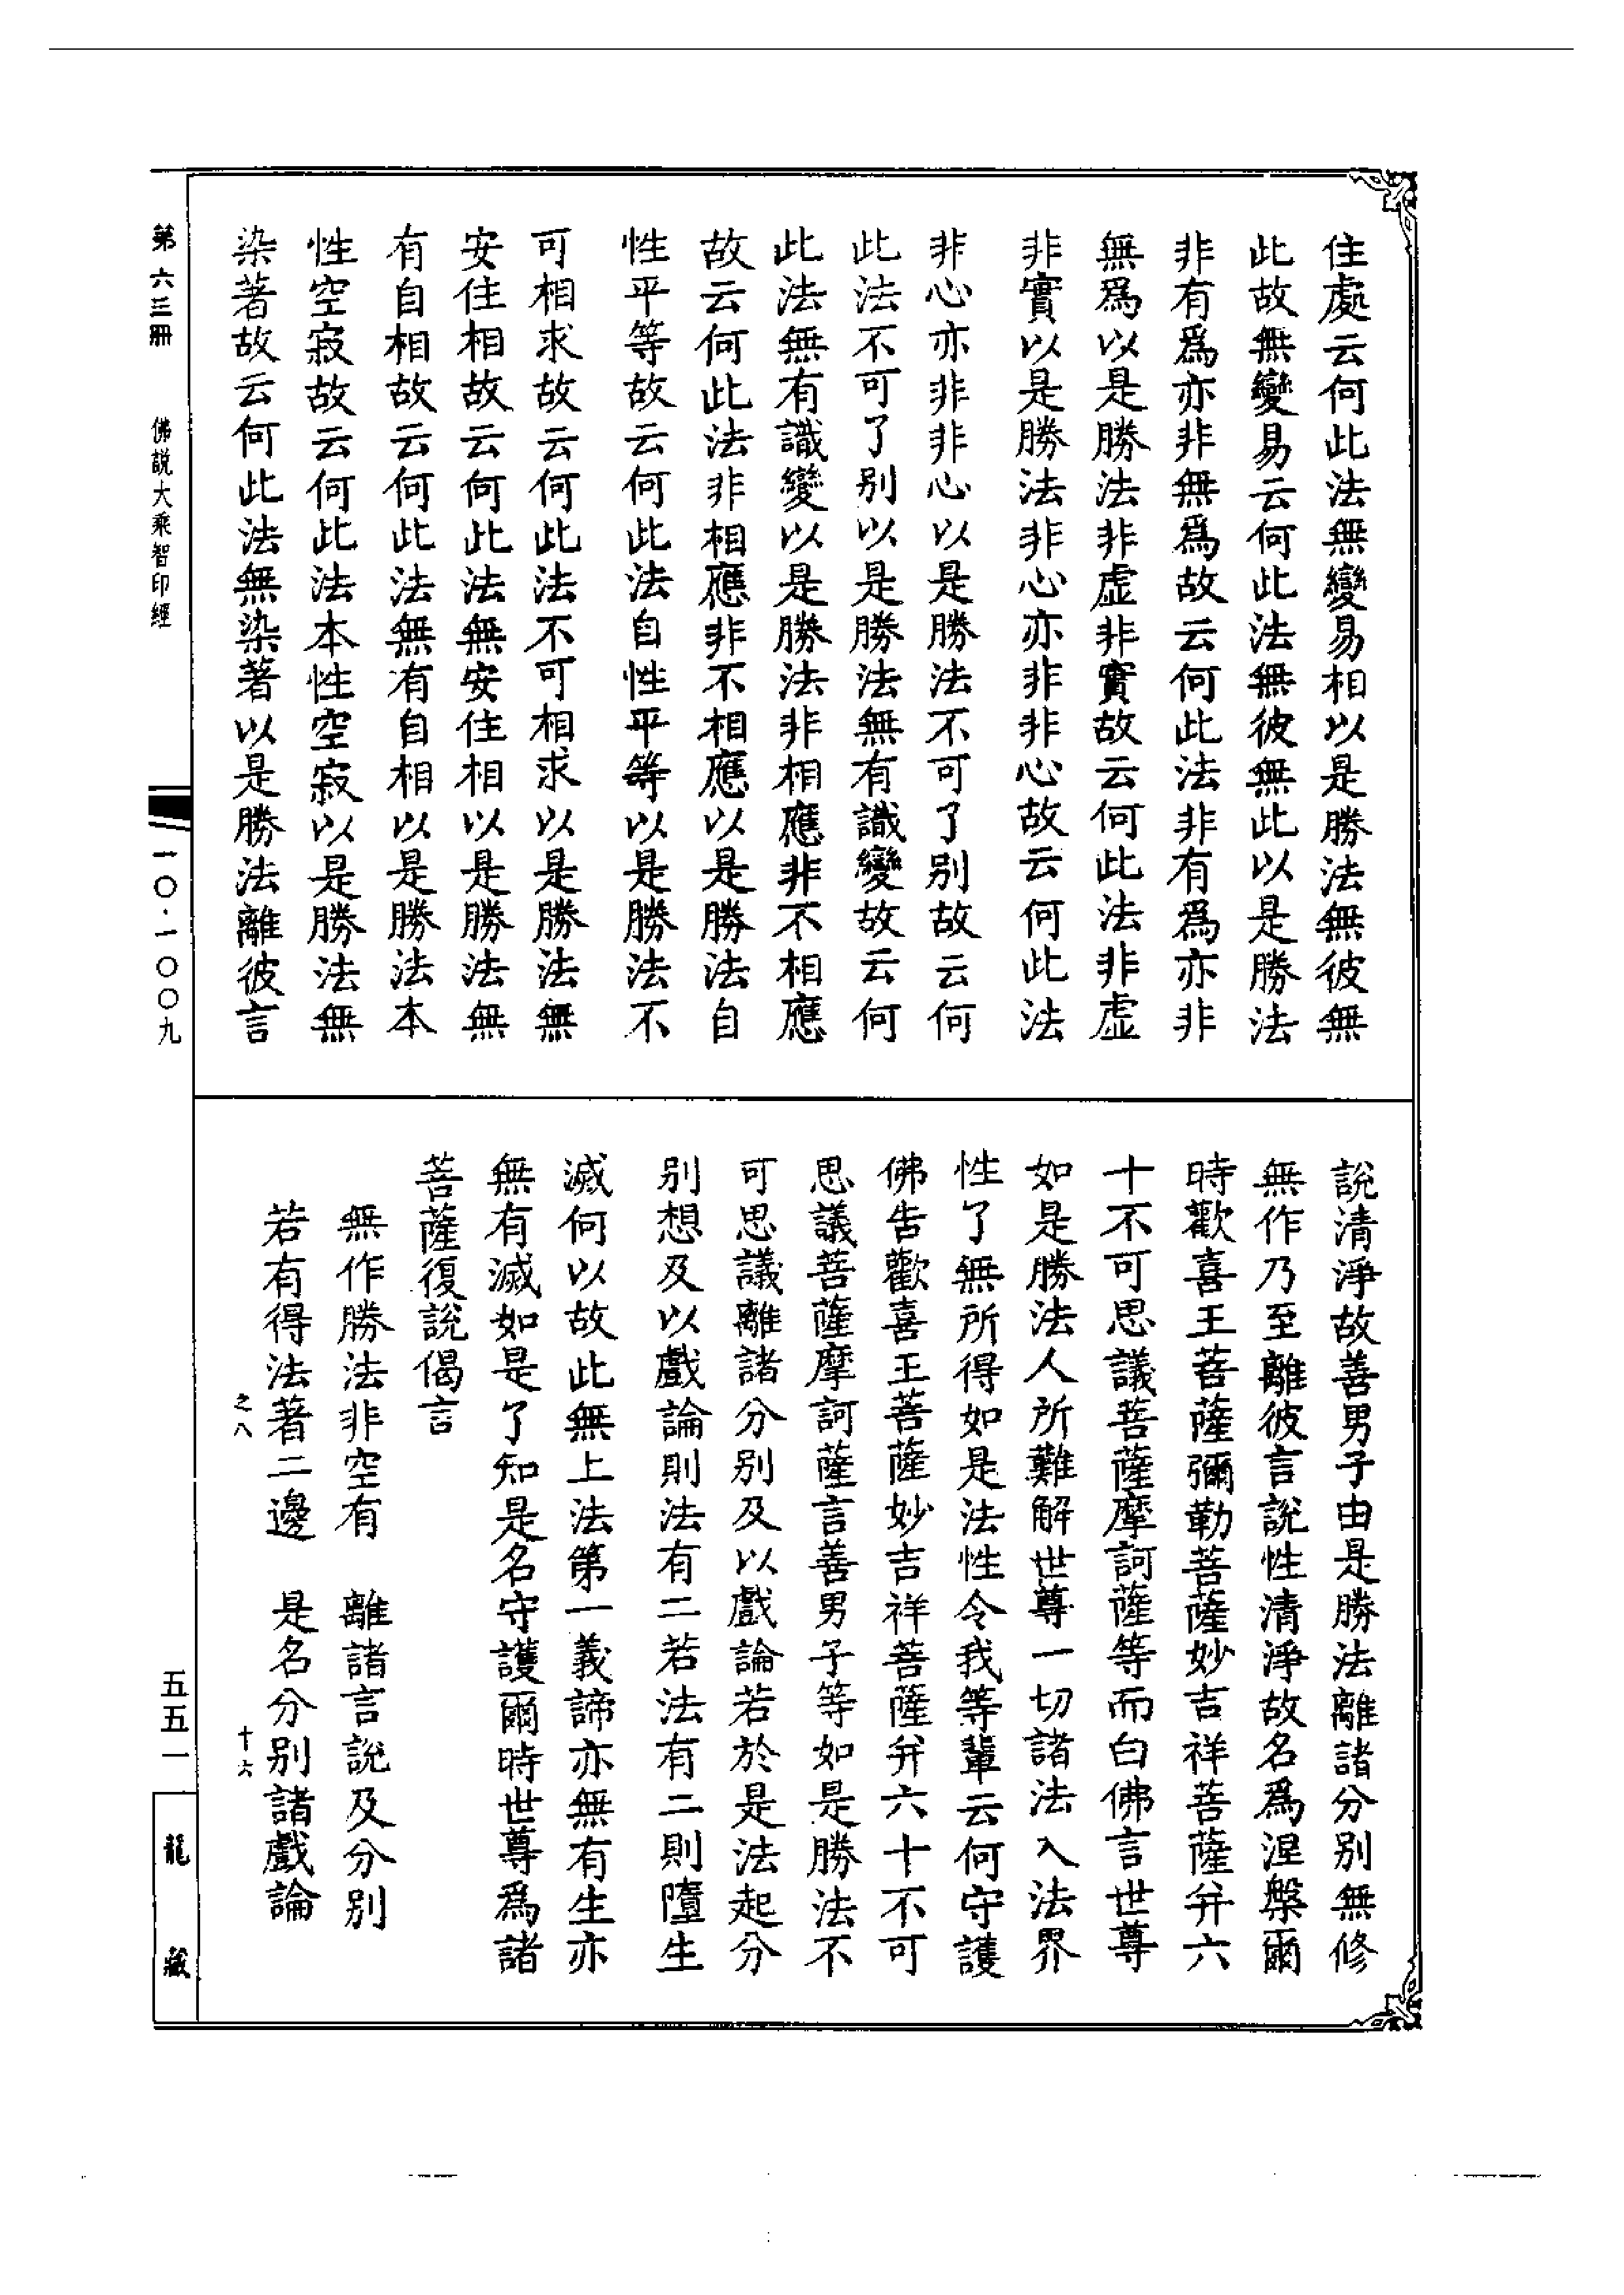 住處云何此法無變易相以是勝法無彼無
此故無變易云何此法無彼無此以是勝法
非有爲亦非無爲故云何此法非有爲亦非
無爲以是勝法非虛非實故云何此法非虛
非實以是勝法非心亦非非心故云何此法
非心亦非非心以是勝法不可了別故云何
此法不可了別以是勝法無有識變故云何
此法無有識變以是勝法非相應非不相應
故云何此法非相應非不相應以是勝法自
性平等故云何此法自性平等以是勝法不
可相求故云何此法不可相求以是勝法無
安住相故云何此法無安住相以是勝法無
有自相故云何此法無有自相以是勝法本
性空寂故云何此法本性空寂以是勝法無
染著故云何此法無染著以是勝法離彼言
說清淨故善男子由是勝法離諸分別無修
無作乃至離彼言說性清淨故名爲涅槃爾
時歡喜王菩薩彌勒菩薩妙吉祥菩薩并六
十不可思議菩薩摩訶薩等而白佛言世尊
如是勝法人所難解世尊一切諸法入法界
性了無所得如是法性令我等輩云何守護
佛告歡喜王菩薩妙吉祥菩薩并六十不可
思議菩薩摩訶薩言善男子等如是勝法不
可思議離諸分別及以戲論若於是法起分
別想及以戲論則法有二若法有二則墮生
滅何以故此無上法第一義諦亦無有生亦
無有滅如是了知是名守護爾時世尊爲諸
菩薩復說偈言
無作勝法非空有　離諸言說及分別
若有得法著二邊　是名分別諸戲論
之八　十六
第六三冊　佛說大乘智印經　一〇·一〇〇九
五五一　龍藏